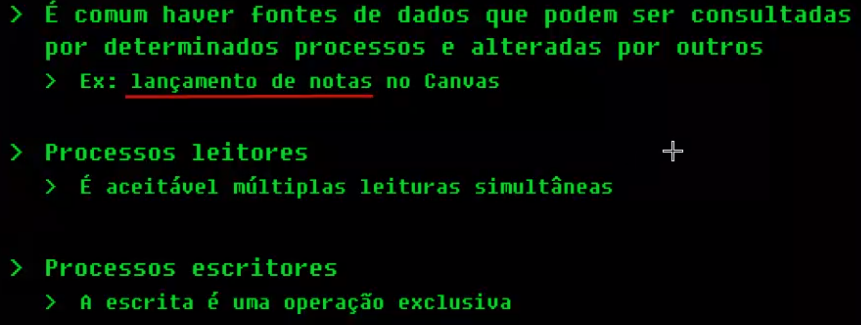 > É comum haver fontes de dados que podem ser consultadas
por determinados processos e alteradas por outros
> Ex: lançamento de notas no Canvas
> Processos leitores
> É aceitável múltiplas leituras simultâneas
> Processos escritores
> A escrita é uma operação exclusiva